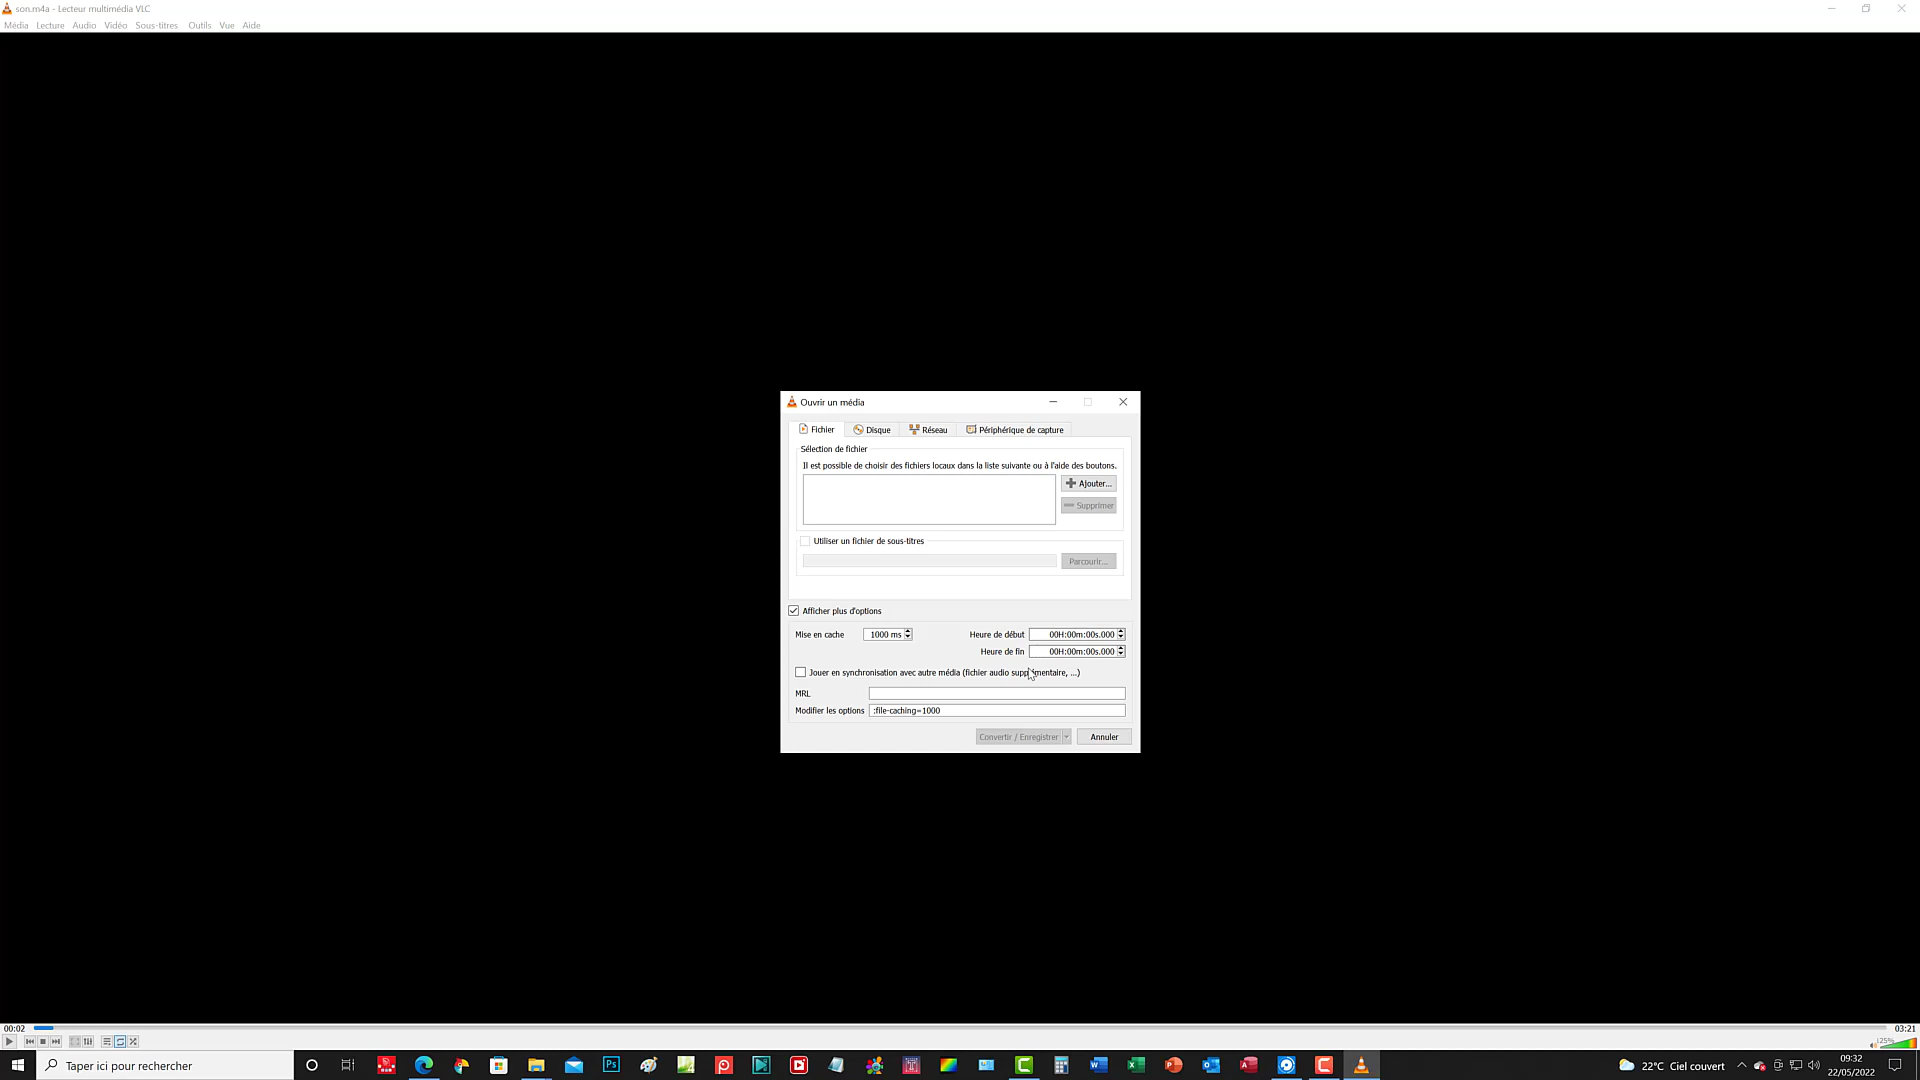 son.m4a - Lecteur multimédia VLC
Média Lecture Audio Vidéo Sous-titres Outils Vue Aide
Ouvrir un média
Fichier Disque Réseau Périphérique de capture
Sélection de fichier
Il est possible de choisir des fichiers locaux dans la liste suivante ou à l'aide des boutons.
Ajouter...
Supprimer
Utiliser un fichier de sous-titres
Parcourir...
Afficher plus d'options
Mise en cache 1000 ms Heure de début 00H:00m:00s.000
Heure de fin 00H:00m:00s.000
Jouer en synchronisation avec autre média (fichier audio supplémentaire, ...)
MRL
Modifier les options :file-caching=1000
Convertir / Enregistrer Annuler
00:02 03:21
125%
Taper ici pour rechercher
22°C Ciel couvert
09:32
22/05/2022